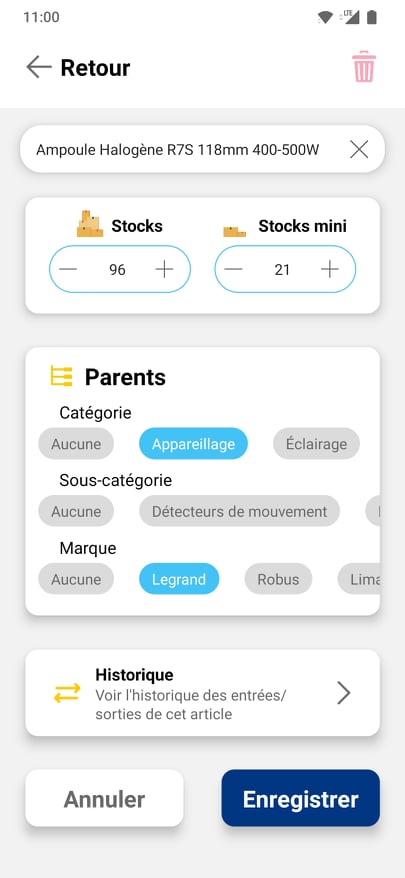 11:00
LTE
Retour
Ampoule Halogène R7S 118mm 400-500W
Stocks
Stocks mini
96
21
Parents
Catégorie
Aucune Appareillage Éclairage
Sous-catégorie
Aucune Détecteurs de mouvement
Marque
Aucune Legrand Robus Lima
Historique
Voir l'historique des entrées/
sorties de cet article
Annuler Enregistrer